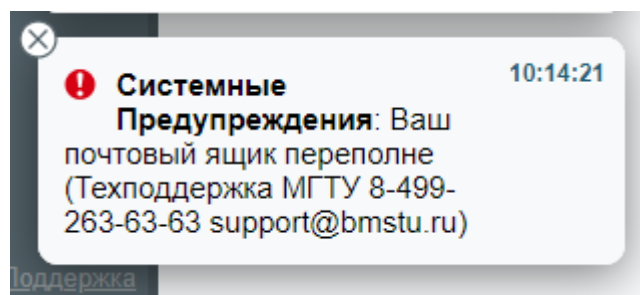 10:14:21
Системные
Предупреждения: Ваш
почтовый ящик переполне
(Техподдержка МГТУ 8-499-
263-63-63 support@bmstu.ru)
Поддержка